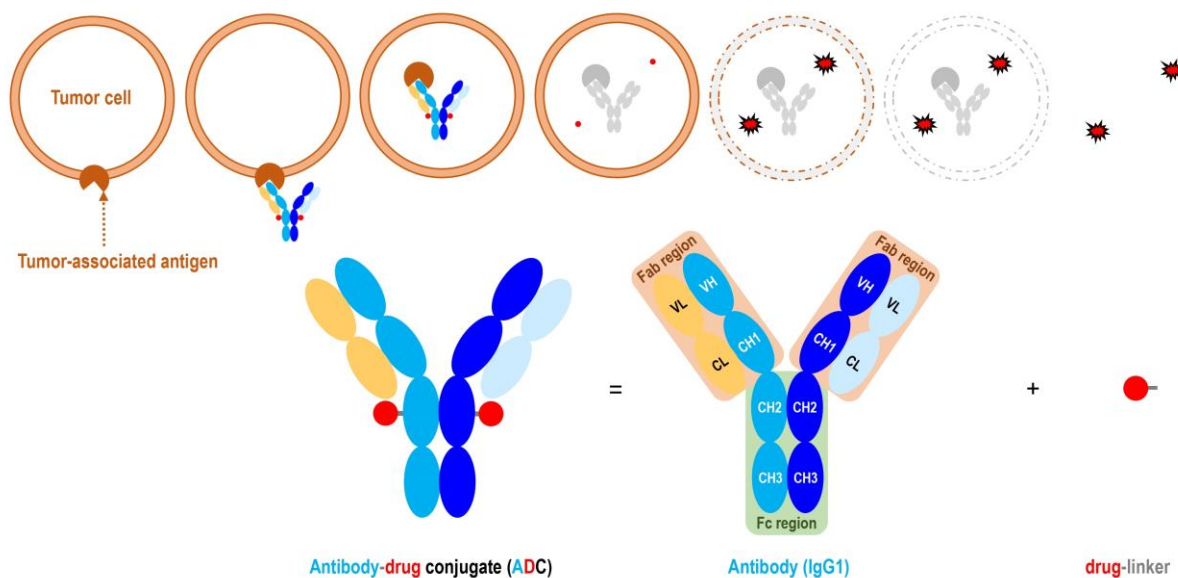 Tumor cell
Tumor-associated antigen
Fab region
VH
VL
CH1
CL
Fab region
VH
VL
CH1
CL
=
CH2
CH2
+
CH3
CH3
Fc region
Antibody-drug conjugate (ADC)
Antibody (IgG1)
drug-linker